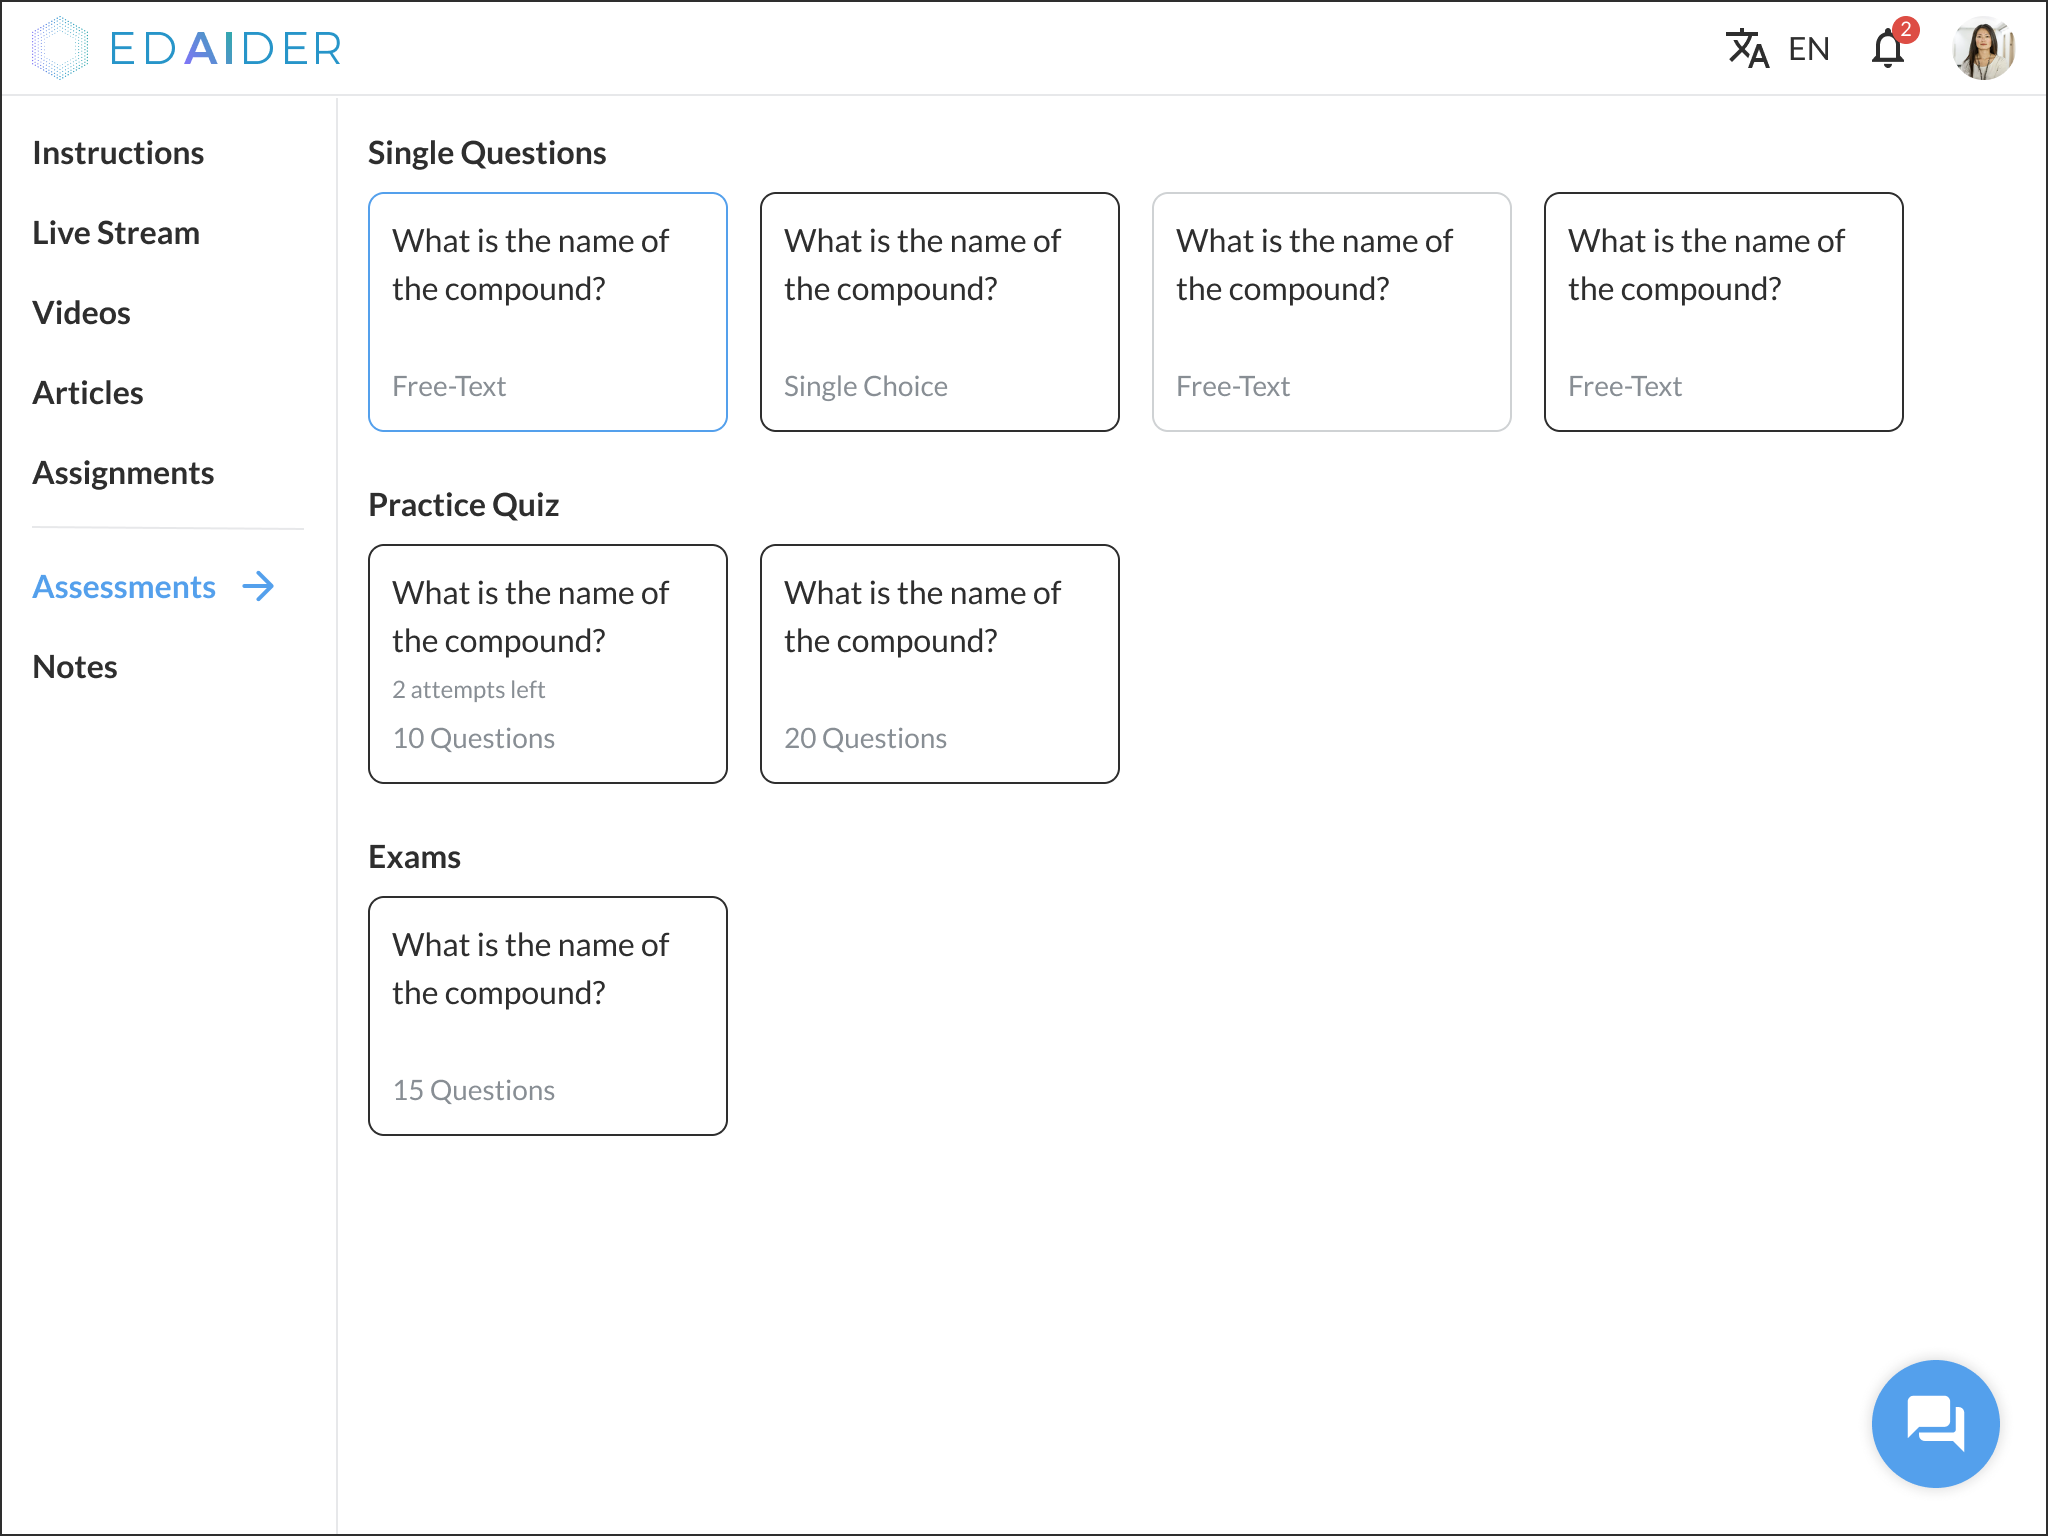 EDAIDER
EN
2
Instructions
Live Stream
Videos
Articles
Assignments
Assessments
Notes
Single Questions
What is the name of
the compound?
Free-Text
What is the name of
the compound?
Single Choice
What is the name of
the compound?
Free-Text
What is the name of
the compound?
Free-Text
Practice Quiz
What is the name of
the compound?
2 attempts left
10 Questions
What is the name of
the compound?
20 Questions
Exams
What is the name of
the compound?
15 Questions